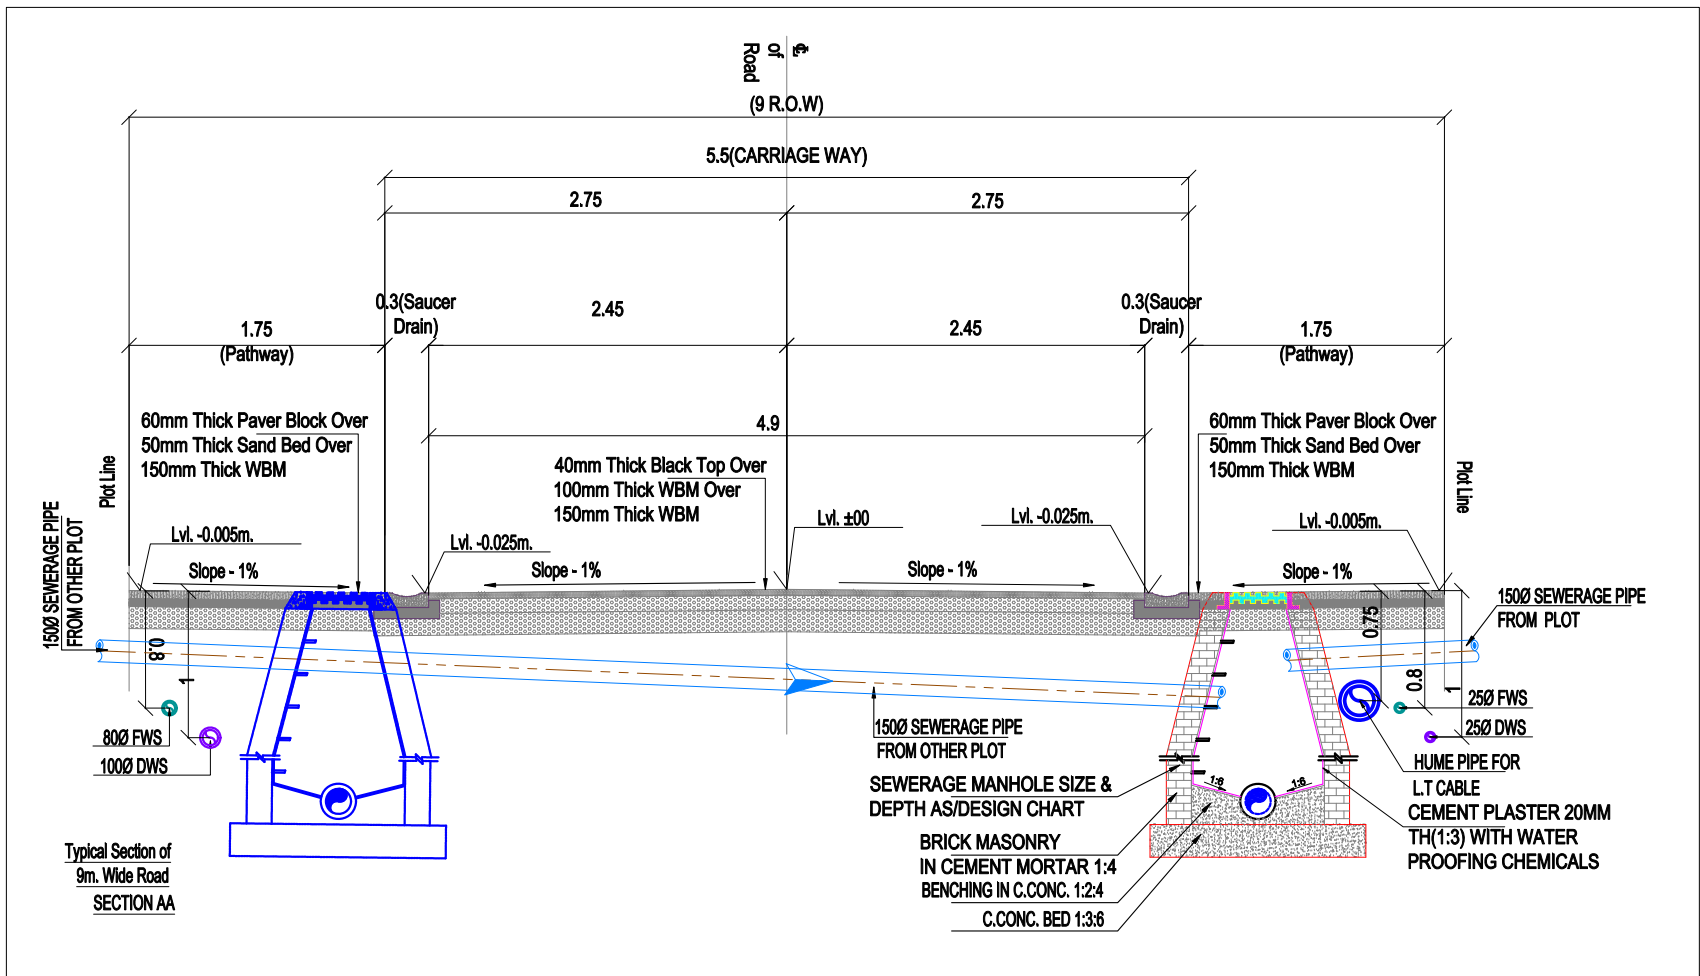 ℄
of
Road
(9 R.O.W)
5.5(CARRIAGE WAY)
2.75
2.75
0.3(Saucer
Drain)
2.45
2.45
0.3(Saucer
Drain)
1.75
(Pathway)
1.75
(Pathway)
4.9
60mm Thick Paver Block Over
50mm Thick Sand Bed Over
150mm Thick WBM
40mm Thick Black Top Over
100mm Thick WBM Over
150mm Thick WBM
60mm Thick Paver Block Over
50mm Thick Sand Bed Over
150mm Thick WBM
Plot Line
Plot Line
150Ø SEWERAGE PIPE
FROM OTHER PLOT
Lvl. -0.005m.
Lvl. -0.025m.
Lvl. ±00
Lvl. -0.025m.
Lvl. -0.005m.
Slope - 1%
Slope - 1%
Slope - 1%
Slope - 1%
0.8
1
0.75
0.8
1
150Ø SEWERAGE PIPE
FROM PLOT
80Ø FWS
100Ø DWS
25Ø FWS
25Ø DWS
150Ø SEWERAGE PIPE
FROM OTHER PLOT
HUME PIPE FOR
L.T CABLE
SEWERAGE MANHOLE SIZE &
DEPTH AS/DESIGN CHART
1:6
1:6
CEMENT PLASTER 20MM
TH(1:3) WITH WATER
PROOFING CHEMICALS
BRICK MASONRY
IN CEMENT MORTAR 1:4
BENCHING IN C.CONC. 1:2:4
C.CONC. BED 1:3:6
Typical Section of
9m. Wide Road
SECTION AA